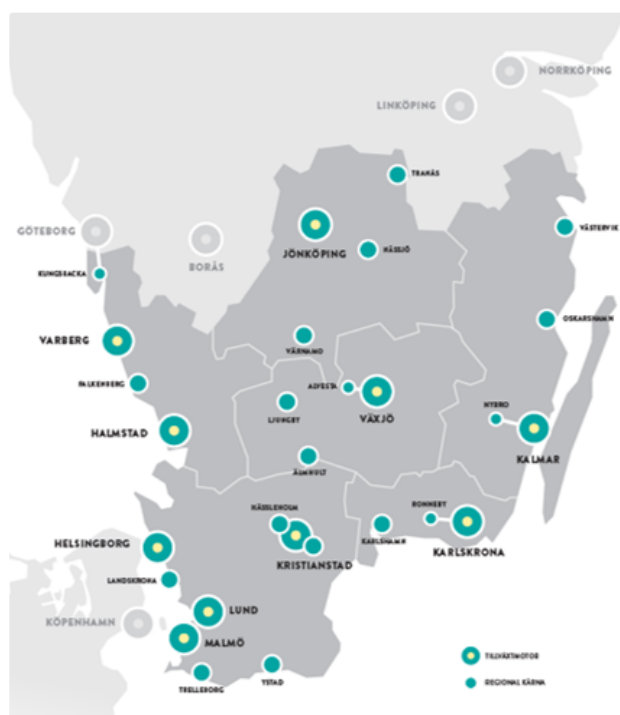 NORRKÖPING
LINKÖPING
TRANÅS
GÖTEBORG
BORÅS
JÖNKÖPING
NÄSSJÖ
VÄSTERVIK
KUNGSBACKA
OSKARSHAMN
VARBERG
VÄRNAMO
FALKENBERG
ALVESTA
LJUNGBY
VÄXJÖ
NYBRO
HALMSTAD
KALMAR
ÄLMHULT
HÄSSLEHOLM
RONNEBY
HELSINGBORG
KARLSHAMN
KARLSKRONA
KRISTIANSTAD
LANDSKRONA
LUND
KÖPENHAMN
MALMÖ
TILLVÄXTMOTOR
YSTAD
REGIONAL KÄRNA
TRELLEBORG